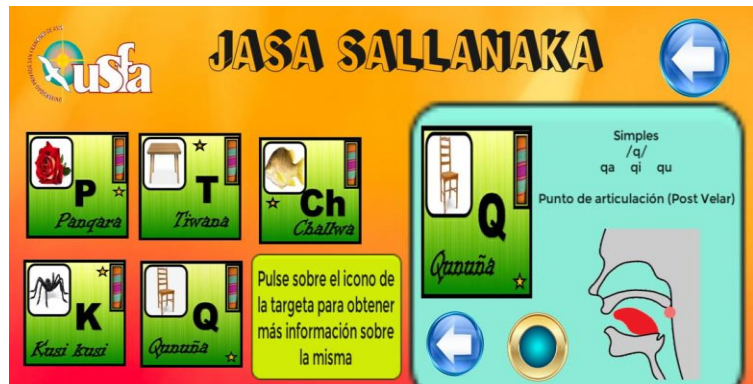 usfa
JASA SALLANAKA
P
Panqara
T
Tiwana
Ch
Challwa
K
Kusi kusi
Q
Qunuña
Pulse sobre el icono de
la targeta para obtener
más información sobre
la misma
Q
Qunuña
Simples
/q/
qa qi qu
Punto de articulación (Post Velar)